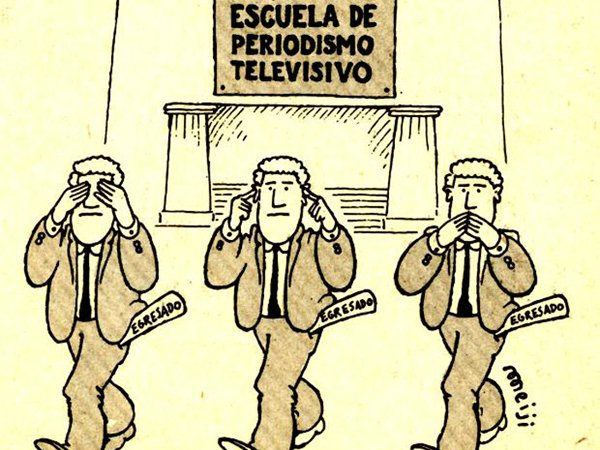 ESCUELA DE
PERIODISMO
TELEVISIVO
EGRESADO
EGRESADO
EGRESADO
meiji